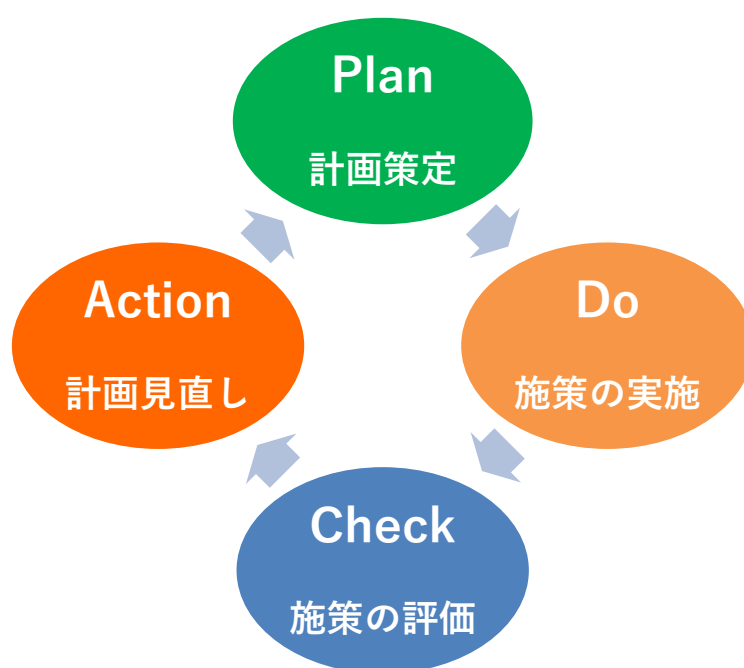 Plan
計画策定
Do
施策の実施
Check
施策の評価
Action
計画見直し